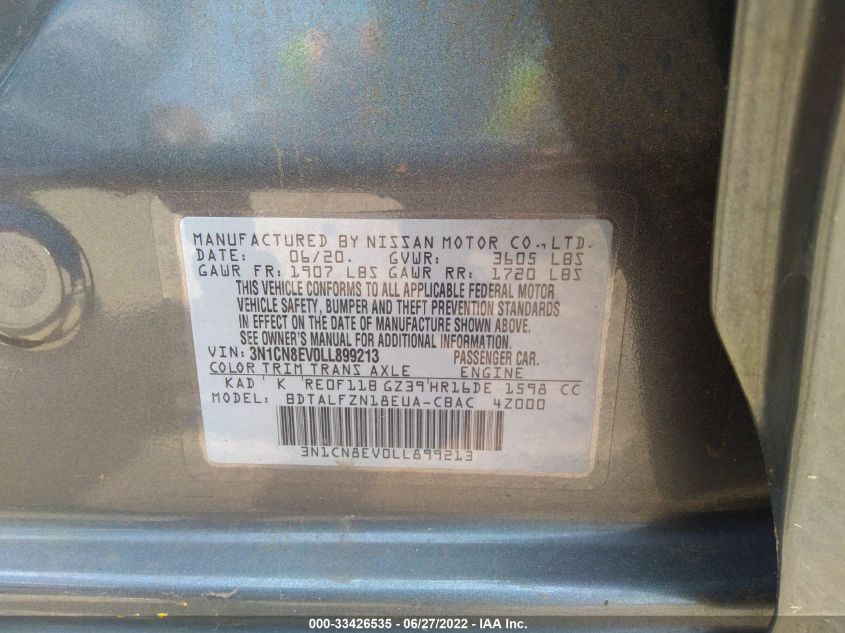 MANUFACTURED BY NISSAN MOTOR CO., LTD.
DATE: 06/20. GVWR: 3605 LBS
GAWR FR: 1907 LBS GAWR RR: 1720 LBS
THIS VEHICLE CONFORMS TO ALL APPLICABLE FEDERAL MOTOR
VEHICLE SAFETY, BUMPER AND THEFT PREVENTION STANDARDS
IN EFFECT ON THE DATE OF MANUFACTURE SHOWN ABOVE.
SEE OWNER'S MANUAL FOR ADDITIONAL INFORMATION.
VIN: 3N1CN8EV0LL899213 PASSENGER CAR.
COLOR TRIM TRANS AXLE ENGINE
KAD K RE0F11B GZ39 HR16DE 1598 CC
MODEL: BDTALFZN18EUA-CBAC 4Z000
3N1CN8EV0LL899213
000-33426535 - 06/27/2022 - IAA Inc.